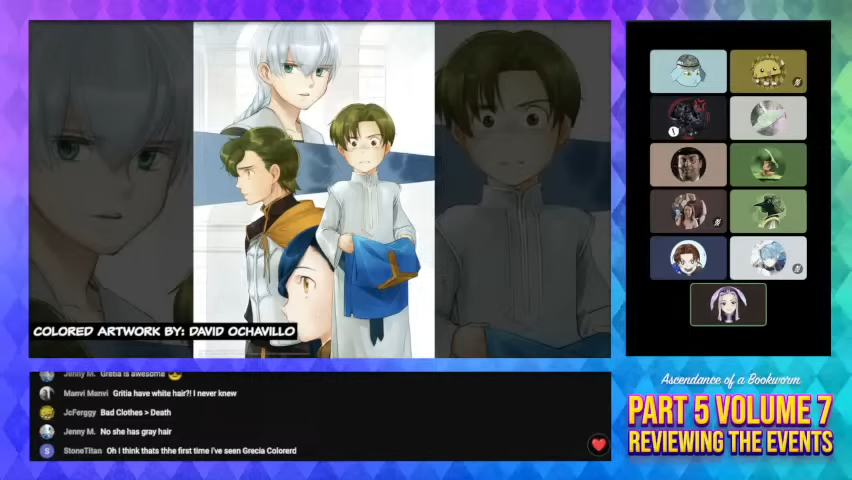 COLORED ARTWORK BY: DAVID OCHAVILLO
Jenny M. Gretia is awesome
Manvi Manvi Gritia have white hair?! I never knew
JcFerggy Bad Clothes > Death
Jenny M. No she has gray hair
S StoneTitan Oh I think thats thhe first time i've seen Grecia Colorerd
Ascendance of a Bookworm
PART 5 VOLUME 7
REVIEWING THE EVENTS